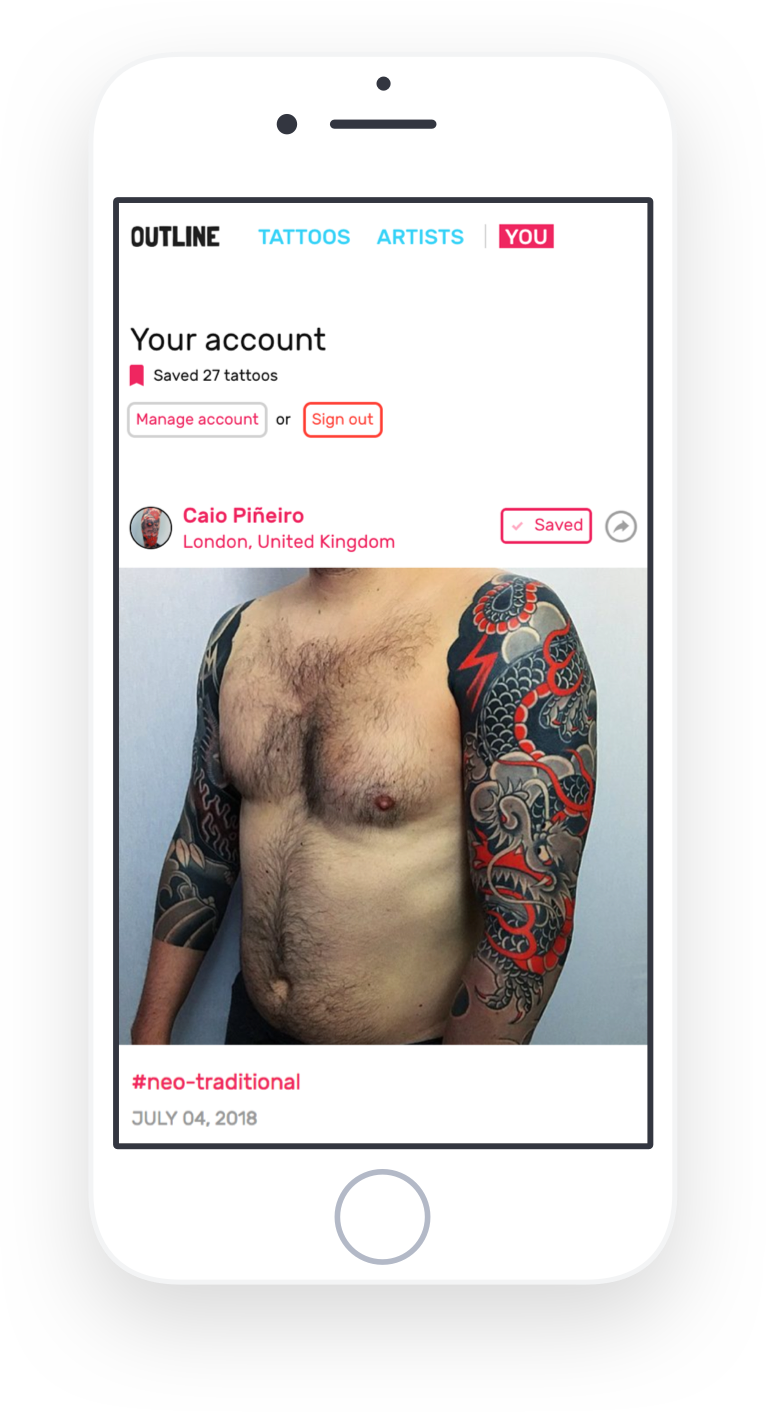 OUTLINE TATTOOS ARTISTS YOU
Your account
Saved 27 tattoos
Manage account or Sign out
Caio Piñeiro
Saved
London, United Kingdom
#neo-traditional
JULY 04, 2018